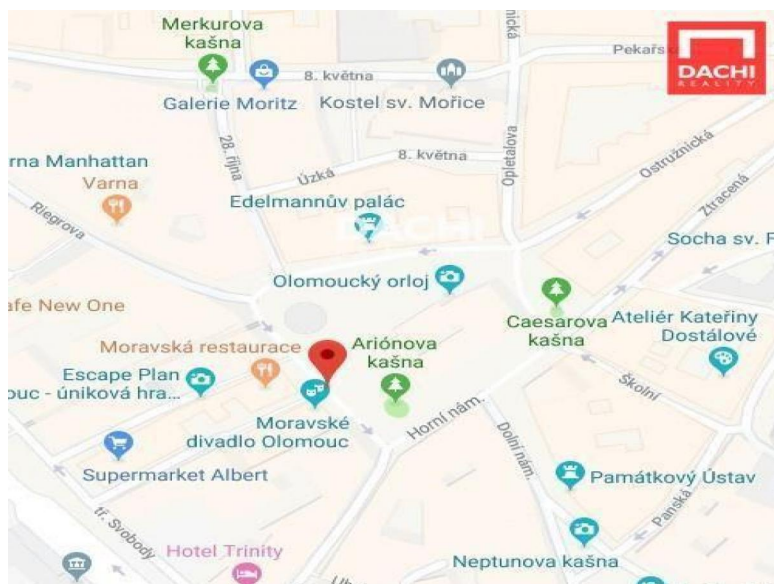 Merkurova
kašna
Pekařsk
DACHI
REALITY
8. května
Galerie Moritz
Kostel sv. Mořice
28. října
Opletalova
Ostružnická
rna Manhattan
8. května
Úzká
Varna
Ztracená
Riegrova
Edelmannův palác
DACHI
Socha sv. F
Olomoucký orloj
afe New One
Caesarova
kašna
Ateliér Kateřiny
Dostálové
Moravská restaurace
Ariónova
kašna
Escape Plan
ouc - úniková hra...
Školní
Moravské
divadlo Olomouc
Horní nám.
Dolní nám.
Supermarket Albert
Památkový Ústav
Panská
tř. Svobody
Hotel Trinity
Neptunova kašna